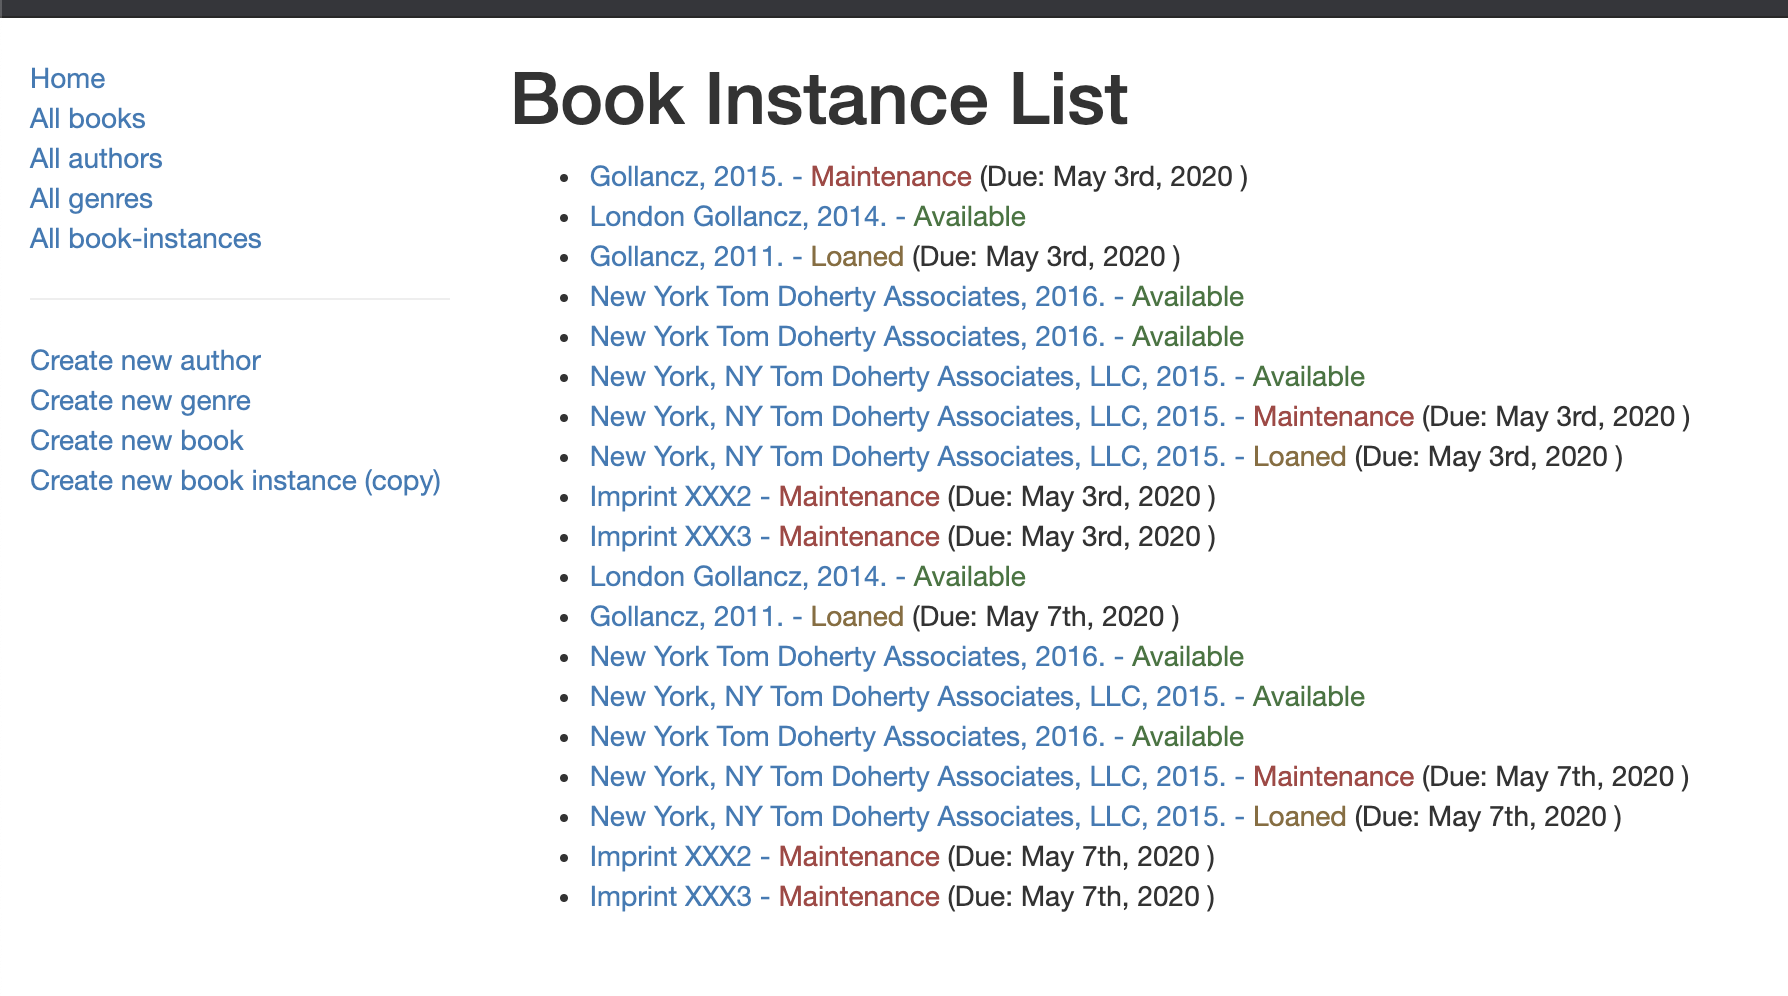 Home
All books
All authors
All genres
All book-instances
Create new author
Create new genre
Create new book
Create new book instance (copy)
Book Instance List
Gollancz, 2015. - Maintenance (Due: May 3rd, 2020 )
London Gollancz, 2014. - Available
Gollancz, 2011. - Loaned (Due: May 3rd, 2020 )
New York Tom Doherty Associates, 2016. - Available
New York Tom Doherty Associates, 2016. - Available
New York, NY Tom Doherty Associates, LLC, 2015. - Available
New York, NY Tom Doherty Associates, LLC, 2015. - Maintenance (Due: May 3rd, 2020 )
New York, NY Tom Doherty Associates, LLC, 2015. - Loaned (Due: May 3rd, 2020 )
Imprint XXX2 - Maintenance (Due: May 3rd, 2020 )
Imprint XXX3 - Maintenance (Due: May 3rd, 2020 )
London Gollancz, 2014. - Available
Gollancz, 2011. - Loaned (Due: May 7th, 2020 )
New York Tom Doherty Associates, 2016. - Available
New York, NY Tom Doherty Associates, LLC, 2015. - Available
New York Tom Doherty Associates, 2016. - Available
New York, NY Tom Doherty Associates, LLC, 2015. - Maintenance (Due: May 7th, 2020 )
New York, NY Tom Doherty Associates, LLC, 2015. - Loaned (Due: May 7th, 2020 )
Imprint XXX2 - Maintenance (Due: May 7th, 2020 )
Imprint XXX3 - Maintenance (Due: May 7th, 2020 )